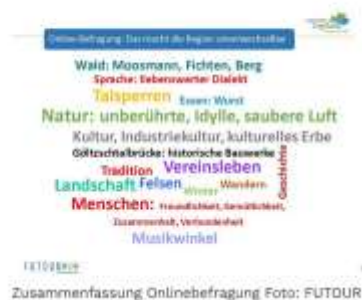 Online-Befragung: Das macht die Region unverwechselbar
Wald: Moosmann, Fichten, Berg
Sprache: liebenswerter Dialekt
Talsperren Essen: Wurst
Natur: unberührte, Idylle, saubere Luft
Kultur, Industriekultur, kulturelles Erbe
Göltzschtalbrücke: historische Bauwerke
Tradition Vereinsleben
Geschichte
Landschaft Felsen Winter Wandern
Menschen: Freundlichkeit, Gemütlichkeit,
Zusammenhalt, Verbundenheit
Musikwinkel
FUTOUR
Zusammenfassung Onlinebefragung Foto: FUTOUR